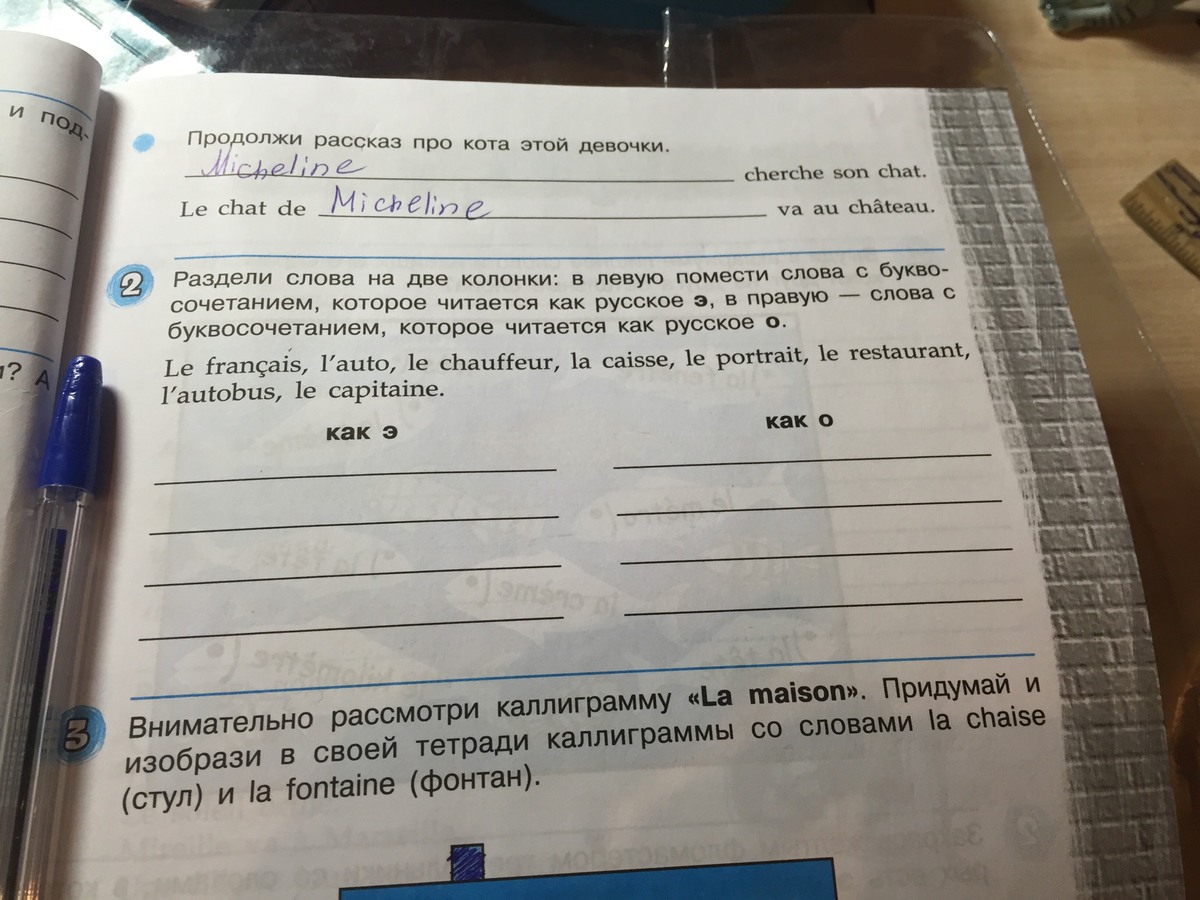 и под-
Продолжи рассказ про кота этой девочки.
Micheline cherche son chat.
Le chat de Micheline va au château.
2 Раздели слова на две колонки: в левую помести слова с букво-
сочетанием, которое читается как русское э, в правую — слова с
буквосочетанием, которое читается как русское о.
Le français, l'auto, le chauffeur, la caisse, le portrait, le restaurant,
? А
l'autobus, le capitaine.
как э как о
3 Внимательно рассмотри каллиграмму «La maison». Придумай и
изобрази в своей тетради каллиграммы со словами la chaise
(стул) и la fontaine (фонтан).